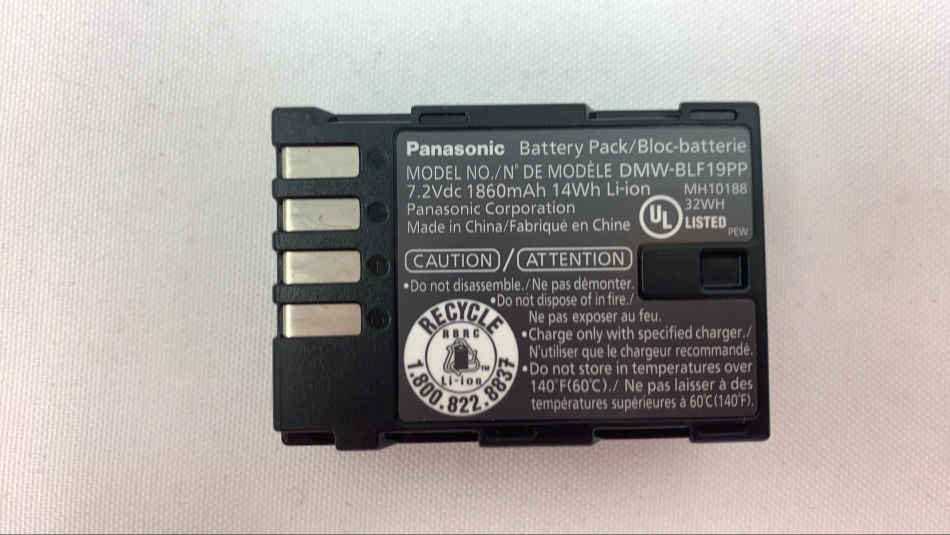 Panasonic Battery Pack/Bloc-batterie
MODEL NO./N° DE MODÈLE DMW-BLF19PP
7.2Vdc 1860mAh 14Wh Li-ion
Panasonic Corporation
Made in China/Fabriqué en Chine
MH10188
32WH
UL LISTED
PEW
CAUTION/ATTENTION
•Do not disassemble./Ne pas démonter.
•Do not dispose of in fire./
Ne pas exposer au feu.
•Charge only with specified charger./
N'utiliser que le chargeur recommandé.
•Do not store in temperatures over
140°F(60°C)./ Ne pas laisser à des
températures supérieures à 60°C(140°F).
RECYCLE
RBRC
Li-ion
TM
1.800.822.8837